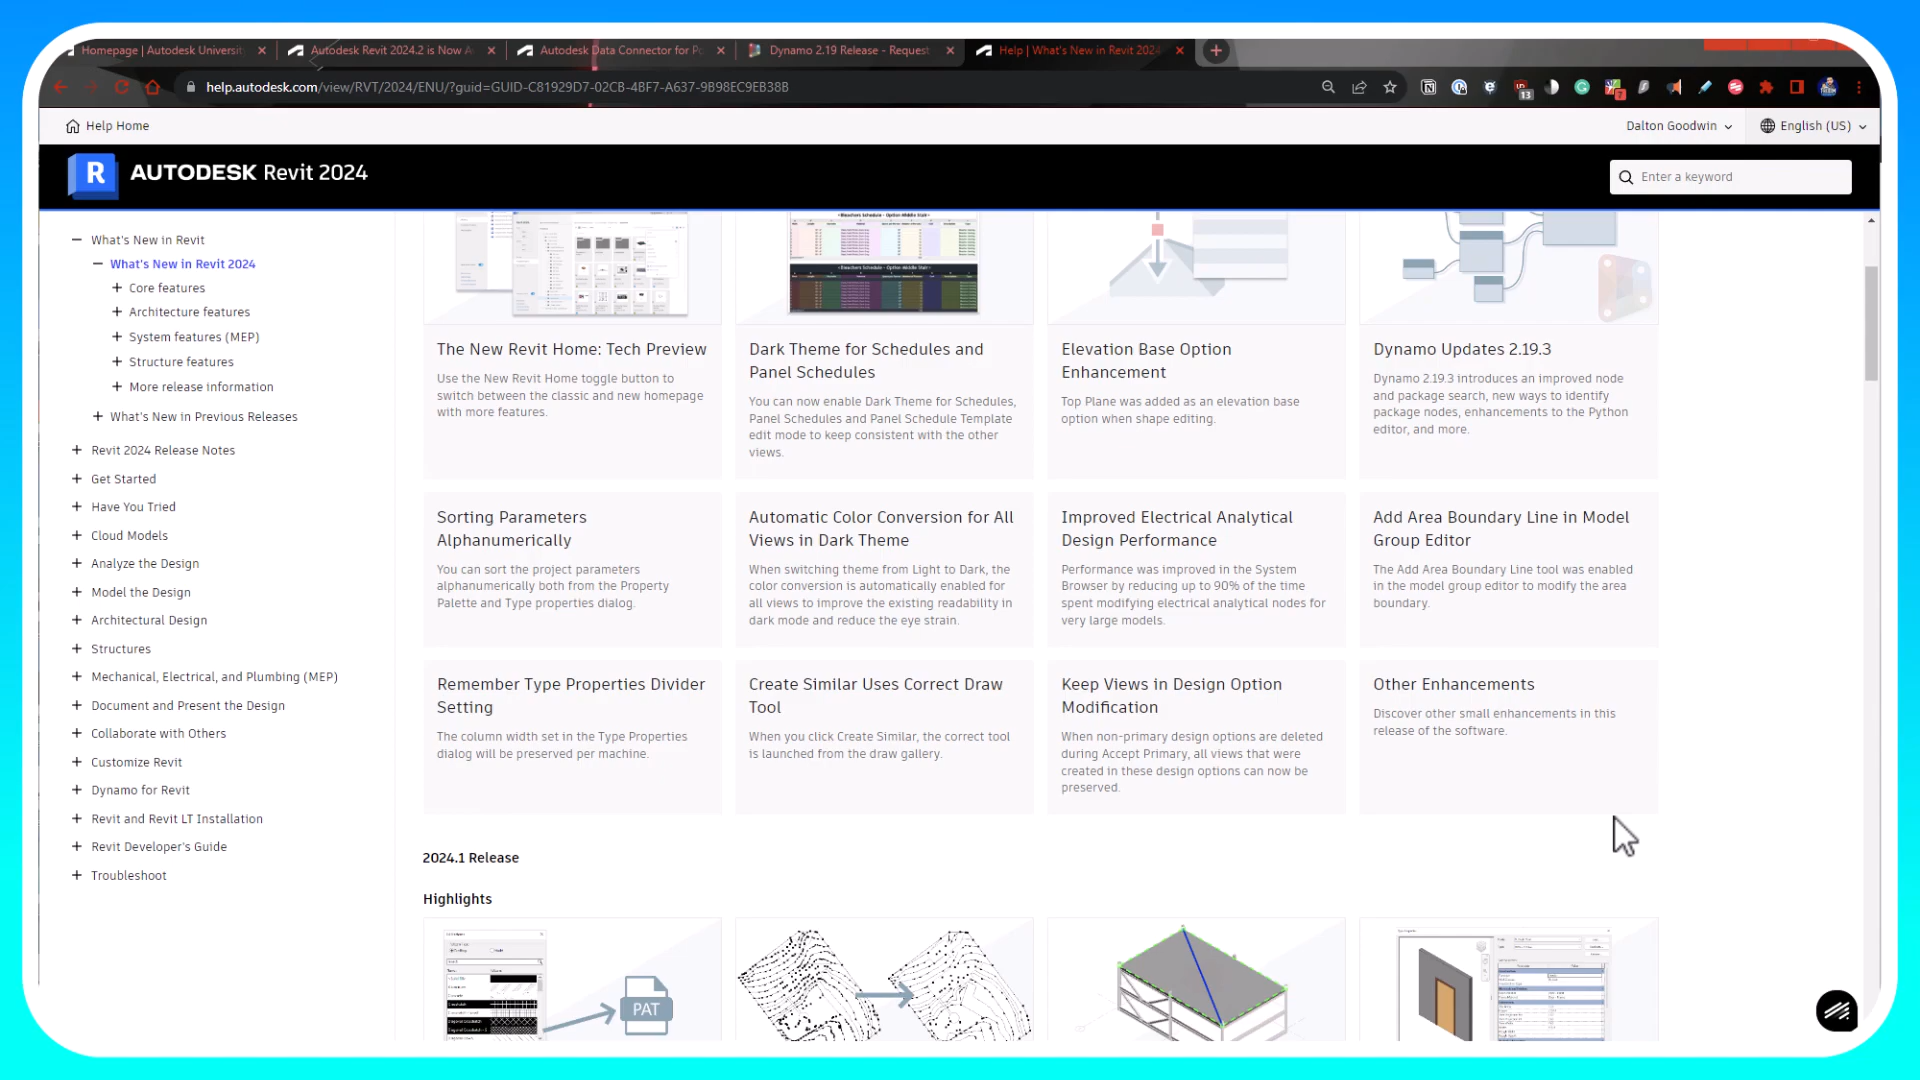 Homepage | Autodesk Universit
Autodesk Revit 2024.2 is Now A
Autodesk Data Connector for Po
Dynamo 2.19 Release - Request
Help | What's New in Revit 2024
help.autodesk.com/view/RVT/2024/ENU/?guid=GUID-C81929D7-02CB-4BF7-A637-9B98EC9EB38B
13
2
Help Home
Dalton Goodwin
English (US)
R
AUTODESK Revit 2024
Enter a keyword
What's New in Revit
What's New in Revit 2024
Core features
Architecture features
System features (MEP)
Structure features
More release information
What's New in Previous Releases
Revit 2024 Release Notes
Get Started
Have You Tried
Cloud Models
Analyze the Design
Model the Design
Architectural Design
Structures
Mechanical, Electrical, and Plumbing (MEP)
Document and Present the Design
Collaborate with Others
Customize Revit
Dynamo for Revit
Revit and Revit LT Installation
Revit Developer's Guide
Troubleshoot
The New Revit Home: Tech Preview
Use the New Revit Home toggle button to
switch between the classic and new homepage
with more features.
Dark Theme for Schedules and
Panel Schedules
You can now enable Dark Theme for Schedules,
Panel Schedules and Panel Schedule Template
edit mode to keep consistent with the other
views.
Elevation Base Option
Enhancement
Top Plane was added as an elevation base
option when shape editing.
Dynamo Updates 2.19.3
Dynamo 2.19.3 introduces an improved node
and package search, new ways to identify
package nodes, enhancements to the Python
editor, and more.
Sorting Parameters
Alphanumerically
You can sort the project parameters
alphanumerically both from the Property
Palette and Type properties dialog.
Automatic Color Conversion for All
Views in Dark Theme
When switching theme from Light to Dark, the
color conversion is automatically enabled for
all views to improve the existing readability in
dark mode and reduce the eye strain.
Improved Electrical Analytical
Design Performance
Performance was improved in the System
Browser by reducing up to 90% of the time
spent modifying electrical analytical nodes for
very large models.
Add Area Boundary Line in Model
Group Editor
The Add Area Boundary Line tool was enabled
in the model group editor to modify the area
boundary.
Remember Type Properties Divider
Setting
The column width set in the Type Properties
dialog will be preserved per machine.
Create Similar Uses Correct Draw
Tool
When you click Create Similar, the correct tool
is launched from the draw gallery.
Keep Views in Design Option
Modification
When non-primary design options are deleted
during Accept Primary, all views that were
created in these design options can now be
preserved.
Other Enhancements
Discover other small enhancements in this
release of the software.
2024.1 Release
Highlights
PAT